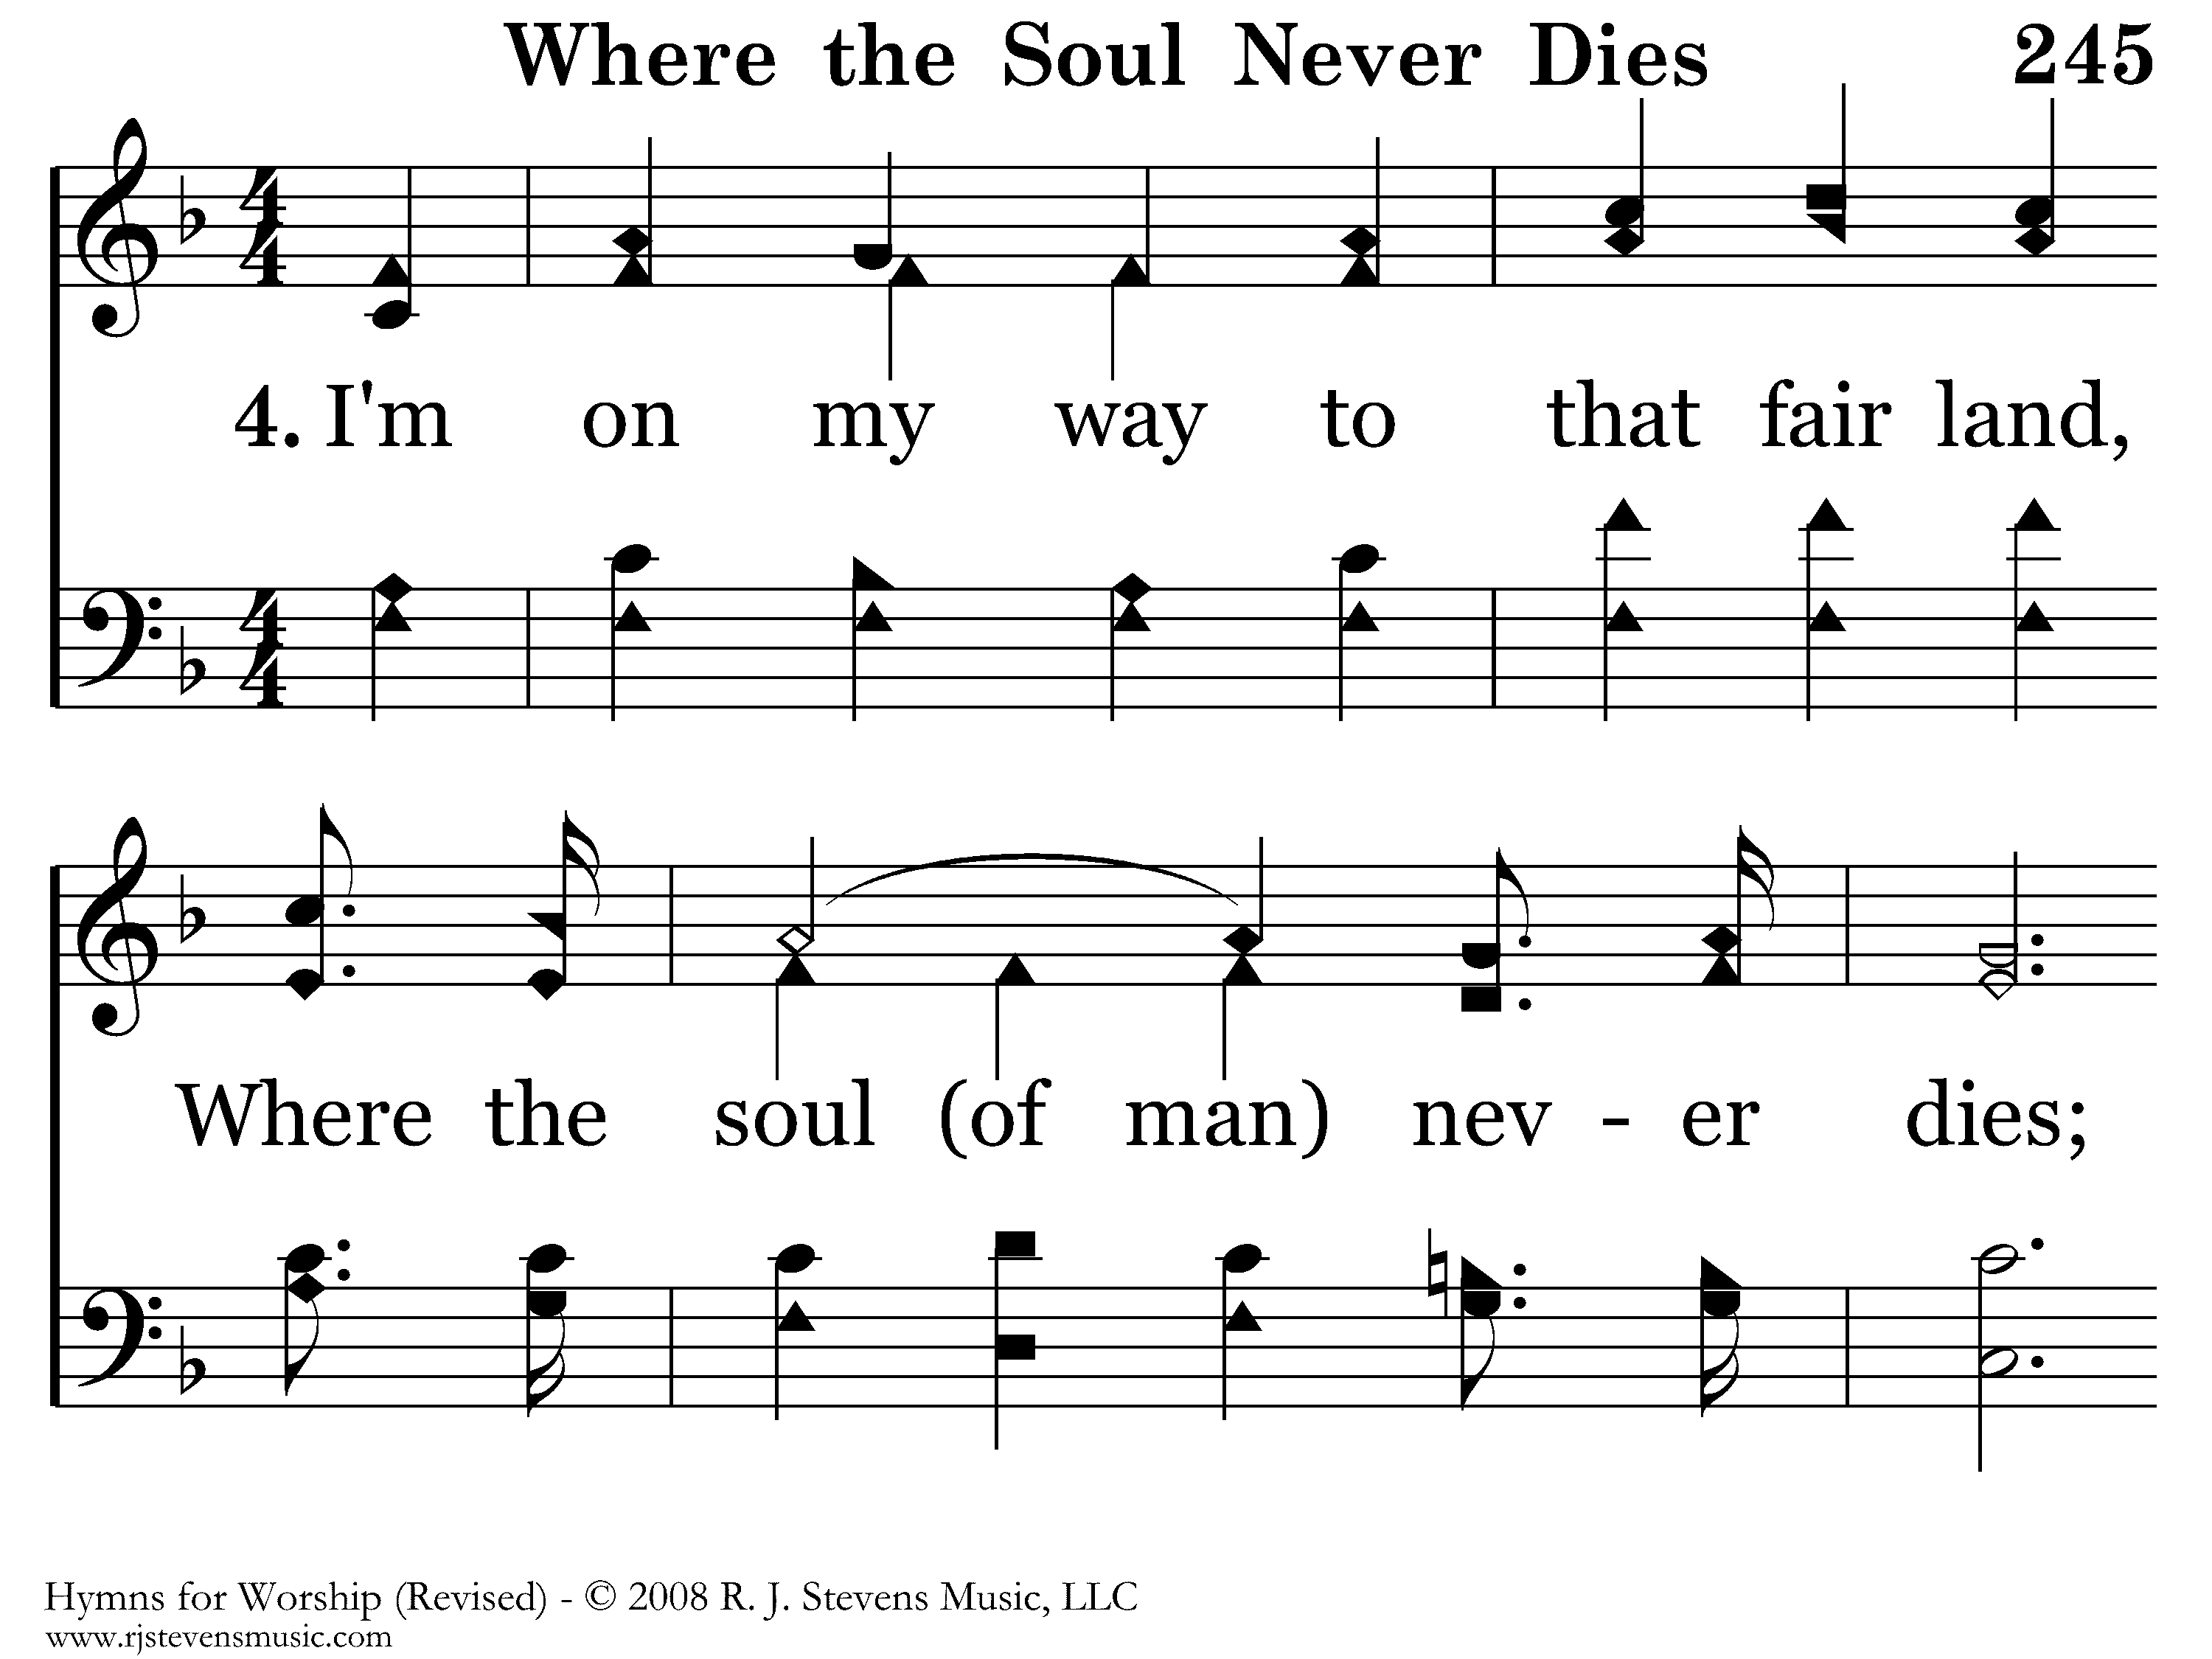 Where the Soul Never Dies 245
4. I'm on my way to that fair land,
Where the soul (of man) nev - er dies;
Hymns for Worship (Revised) - © 2008 R. J. Stevens Music, LLC
www.rjstevensmusic.com